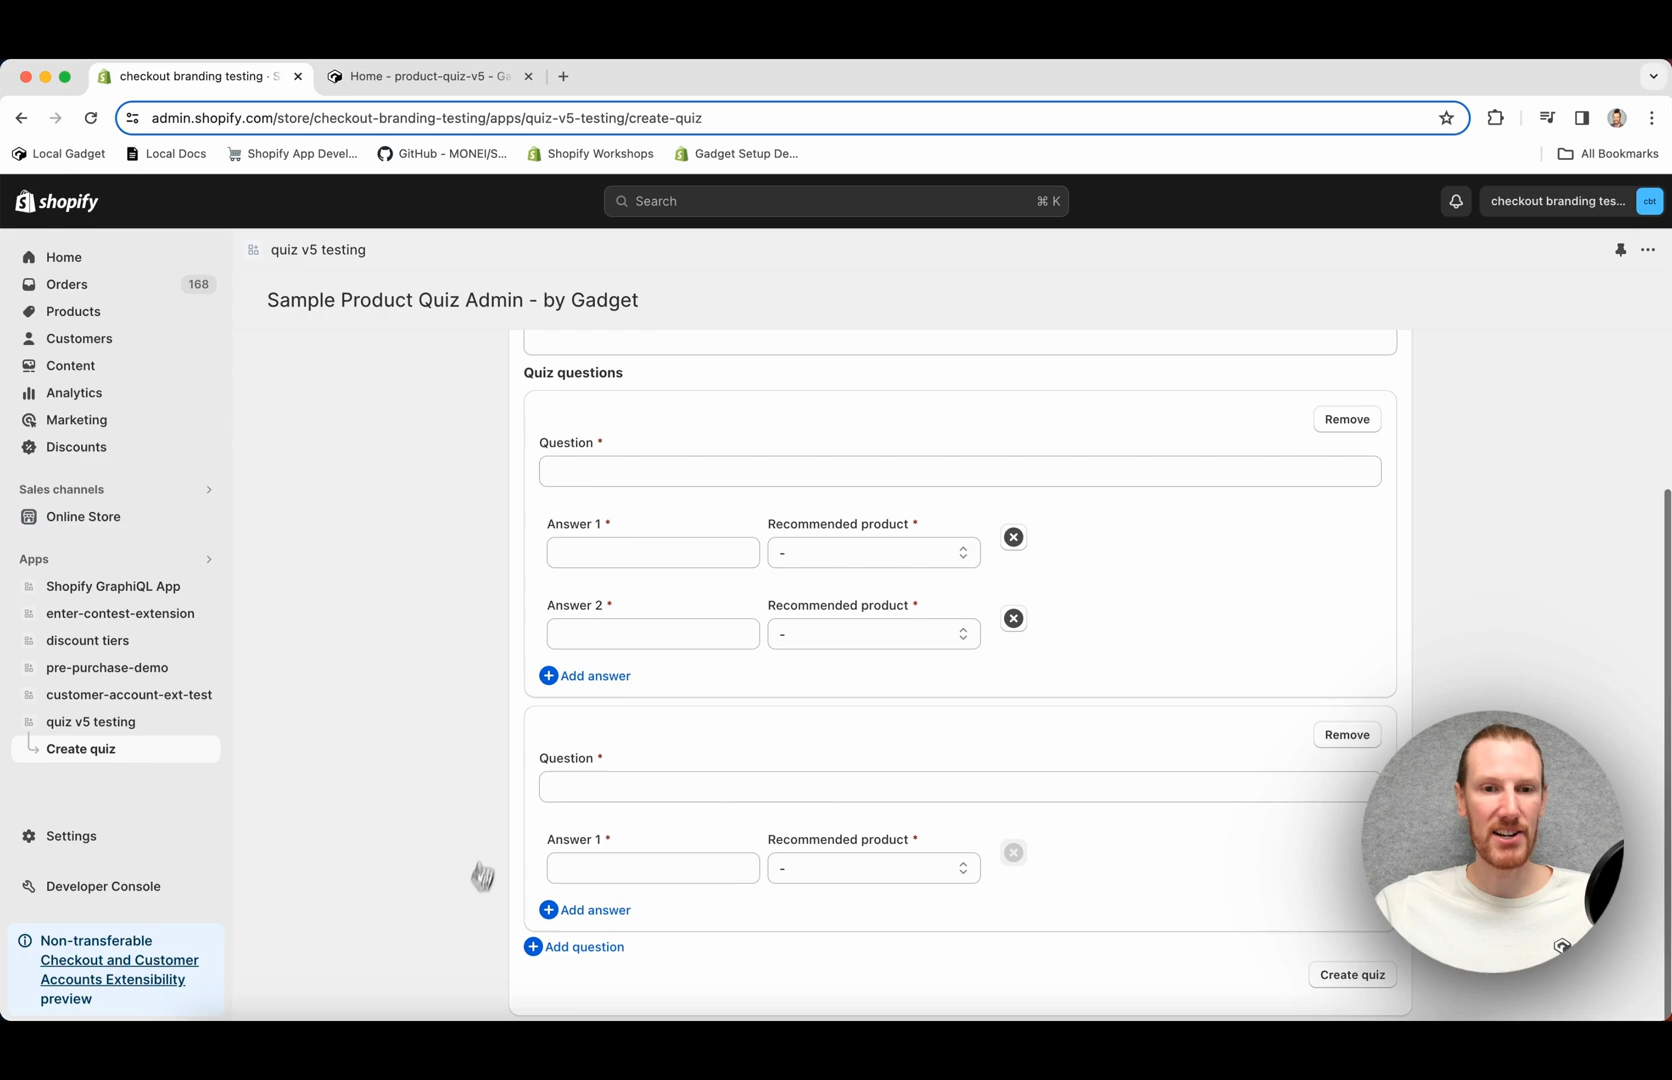 checkout branding testing · S
Home - product-quiz-v5 - Ga
admin.shopify.com/store/checkout-branding-testing/apps/quiz-v5-testing/create-quiz
Local Gadget
Local Docs
Shopify App Devel...
GitHub - MONEI/S...
Shopify Workshops
Gadget Setup De...
All Bookmarks
shopify
Search
⌘ K
checkout branding tes...
cbt
Home
Orders
168
Products
Customers
Content
Analytics
Marketing
Discounts
Sales channels
Online Store
Apps
Shopify GraphiQL App
enter-contest-extension
discount tiers
pre-purchase-demo
customer-account-ext-test
quiz v5 testing
Create quiz
Settings
Developer Console
Non-transferable
Checkout and Customer
Accounts Extensibility
preview
quiz v5 testing
Sample Product Quiz Admin - by Gadget
Quiz questions
Remove
Question *
Answer 1 *
Recommended product *
-
Answer 2 *
Recommended product *
-
Add answer
Remove
Question *
Answer 1 *
Recommended product *
-
Add answer
Add question
Create quiz